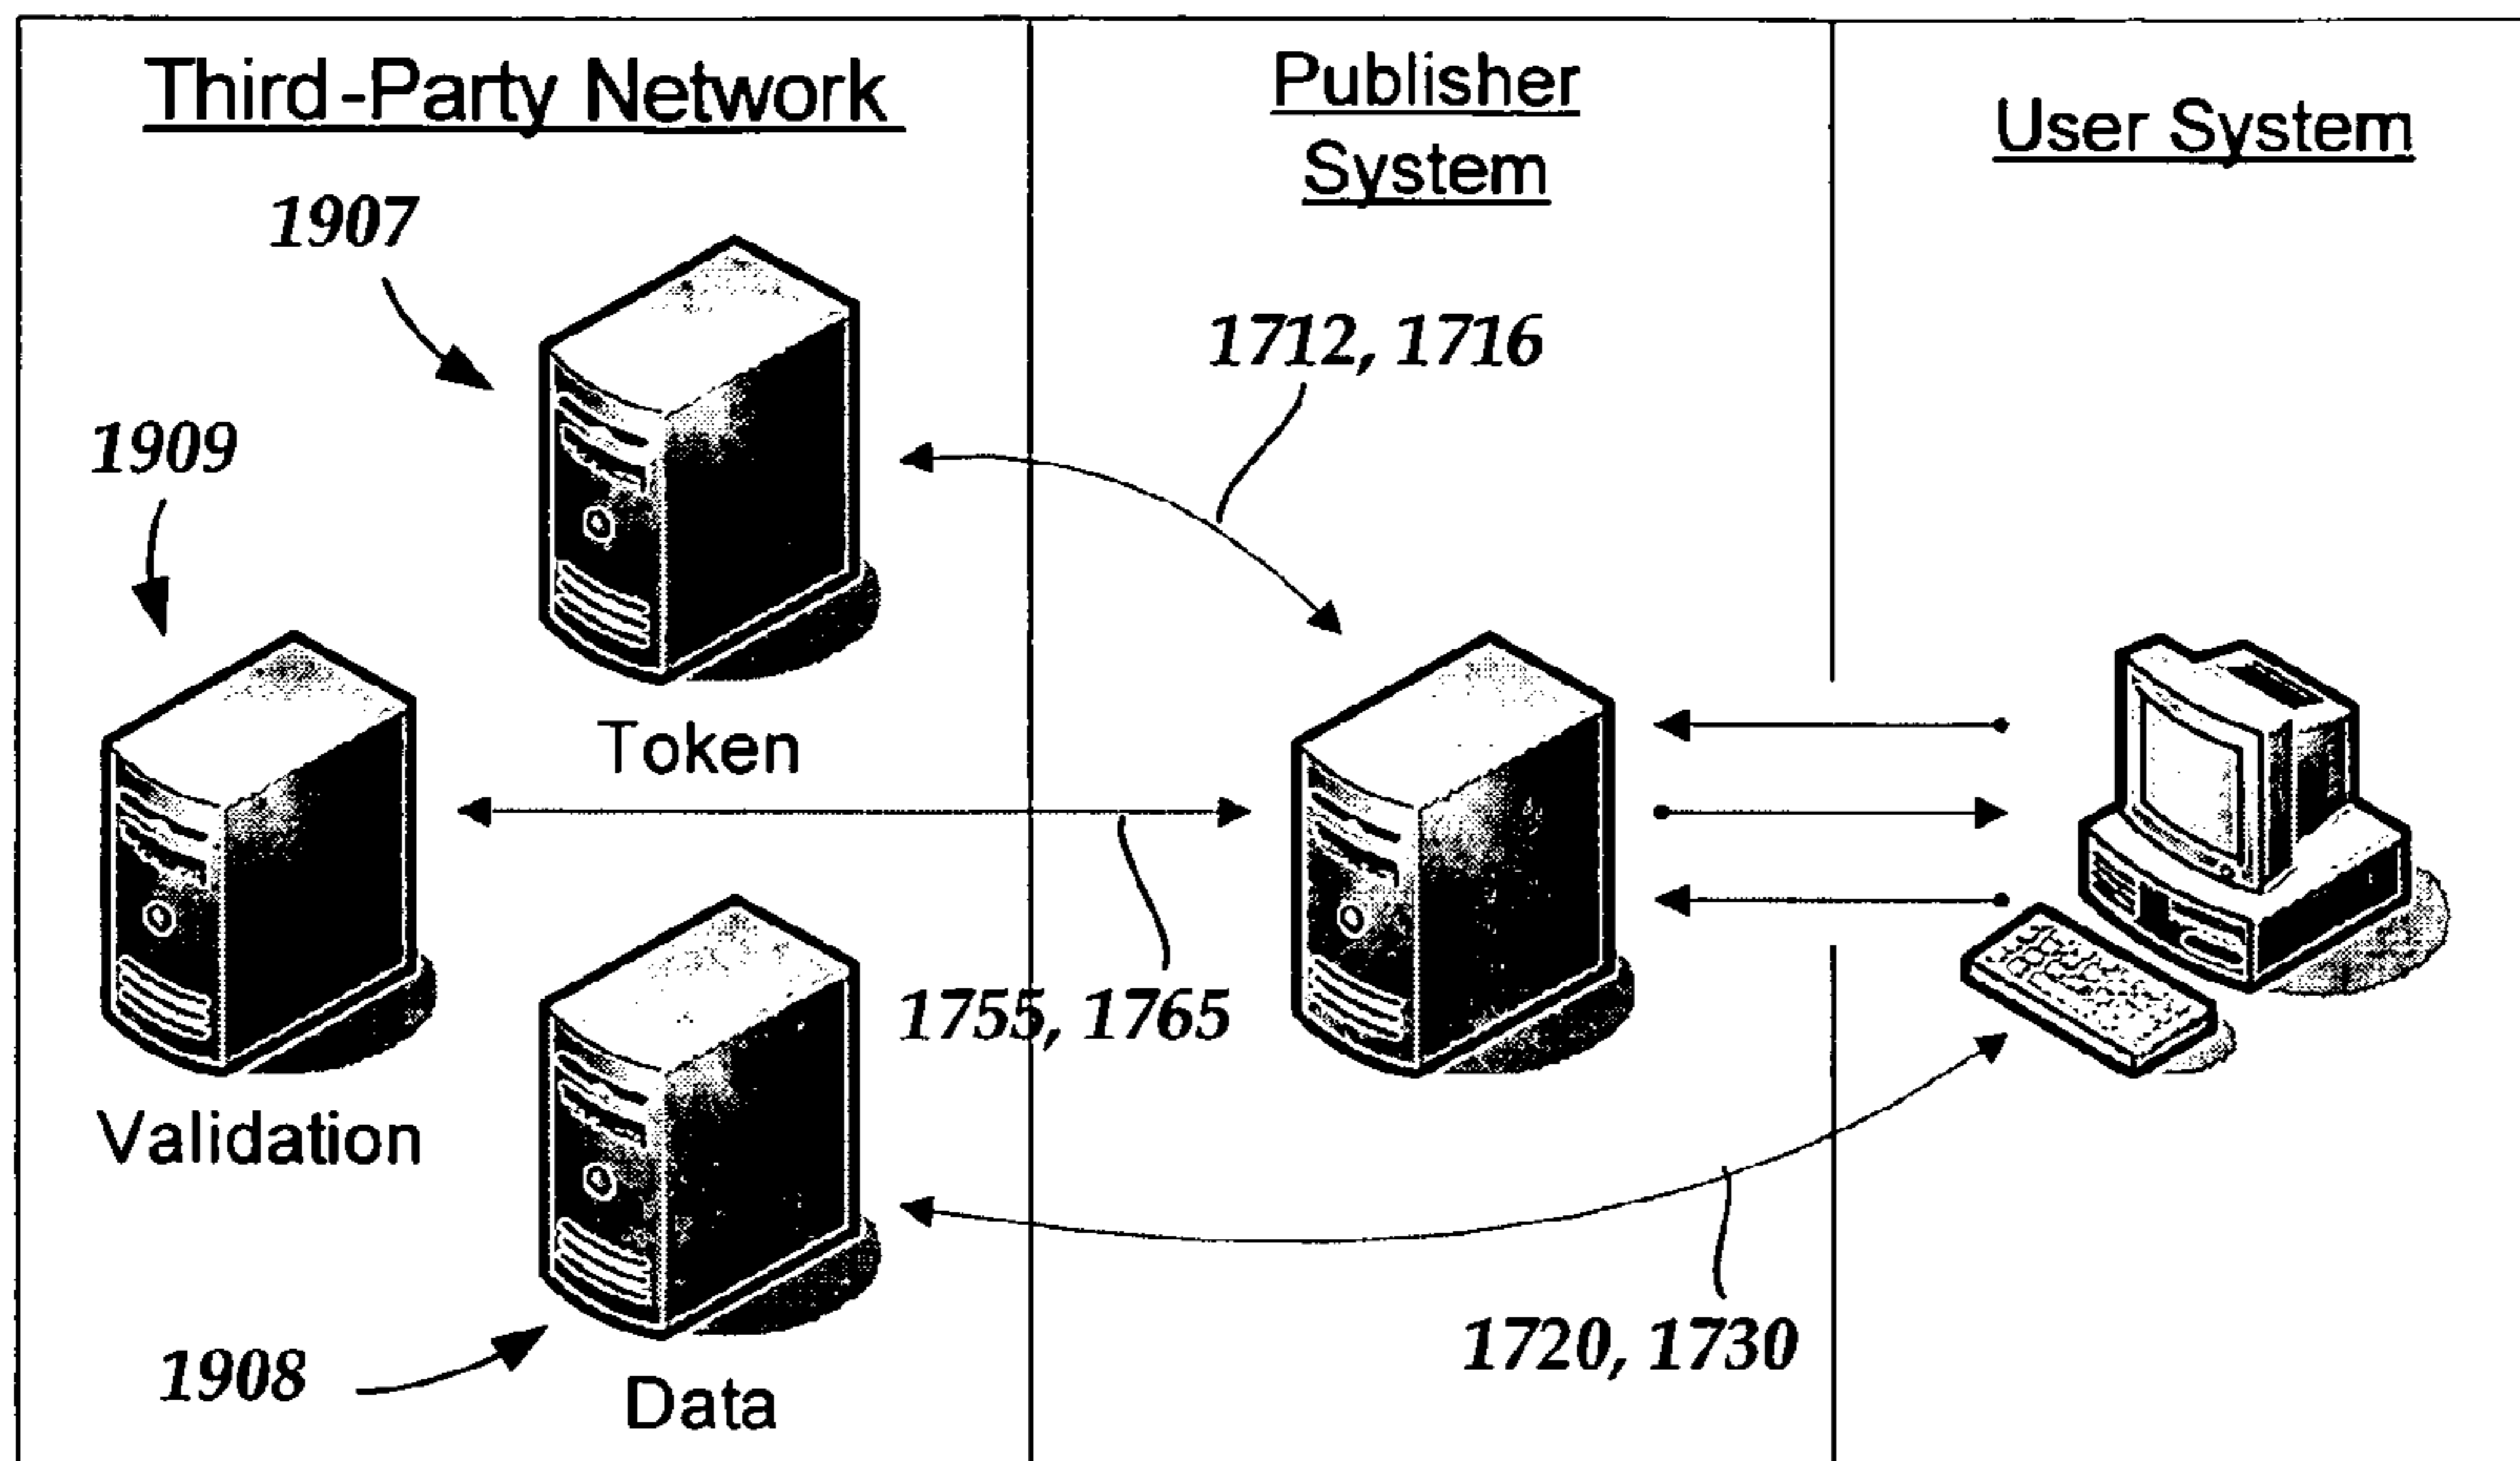 Third-Party Network
Publisher
System
User System
1907
1712, 1716
1909
Token
1755, 1765
Validation
1720, 1730
1908
Data